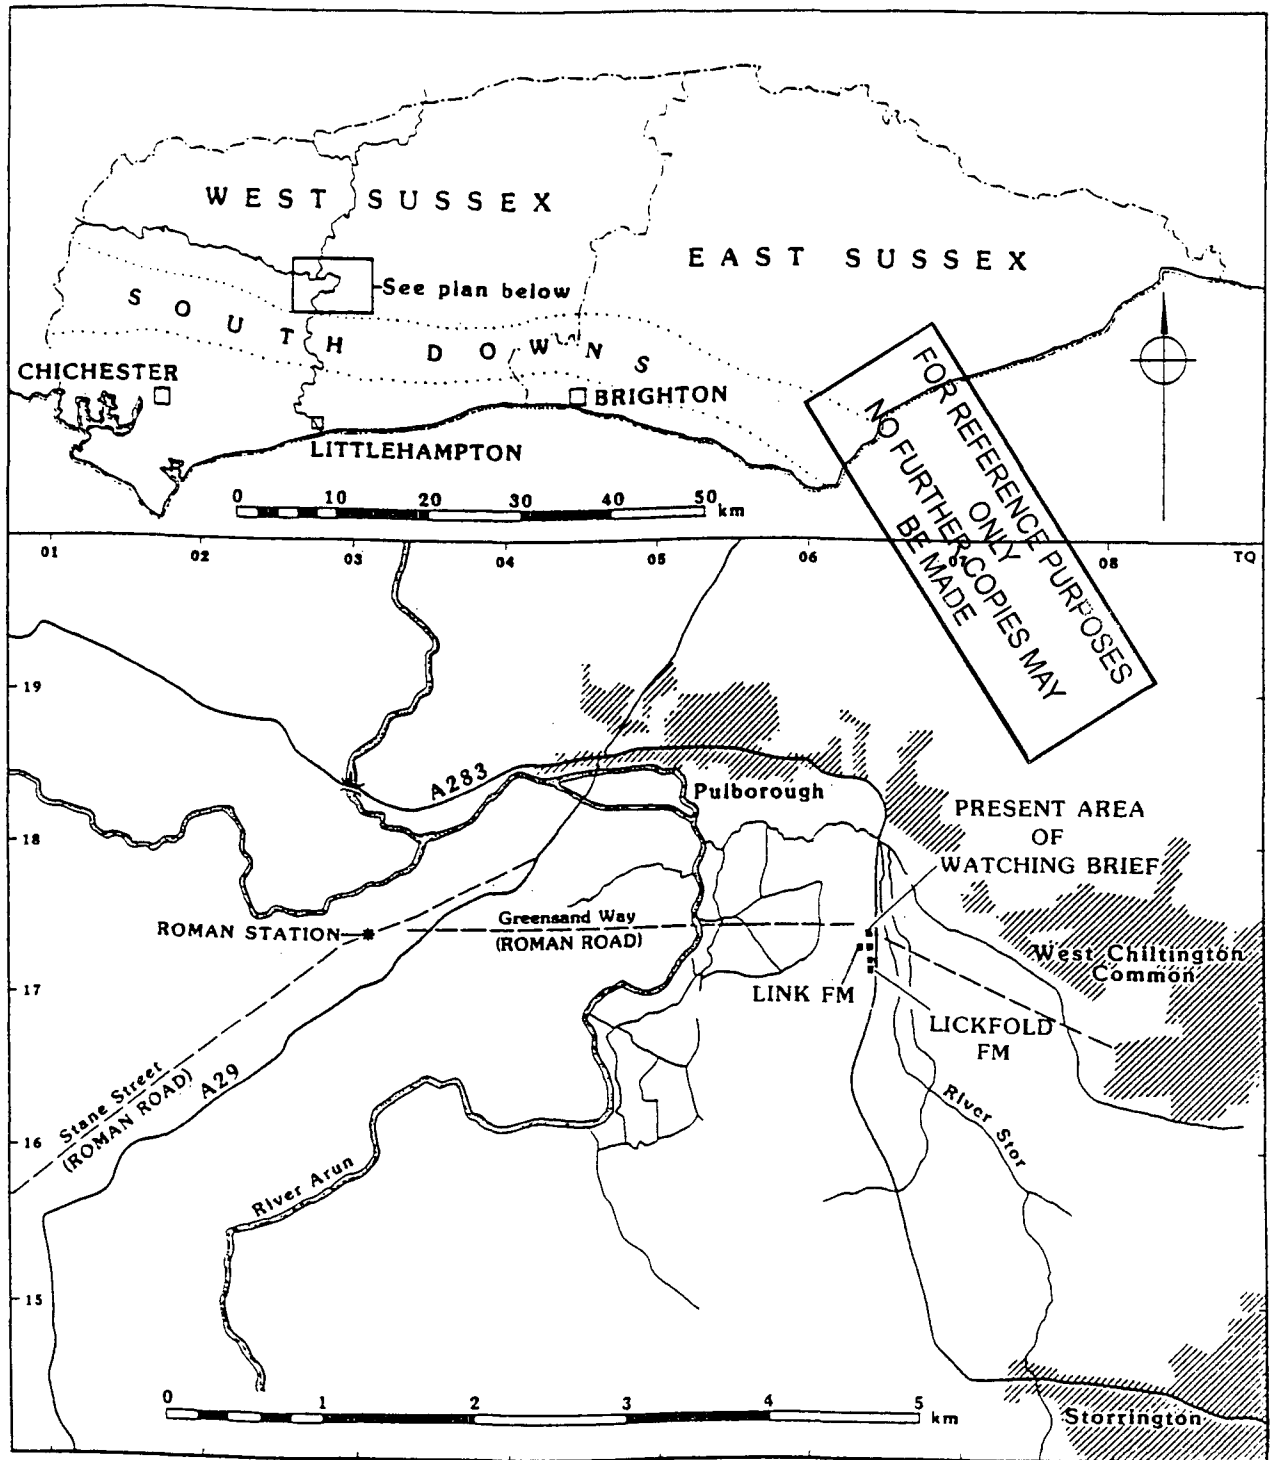 WEST SUSSEX
EAST SUSSEX
See plan below
SOUTH DOWNS
CHICHESTER
BRIGHTON
LITTLEHAMPTON
0 10 20 30 40 50
km
FOR REFERENCE PURPOSES
ONLY
NO FURTHER COPIES MAY
BE MADE
01 02 03 04 05 06 07 08 TQ
19
18
17
16
15
A283
Pulborough
PRESENT AREA
OF
WATCHING BRIEF
ROMAN STATION
Greensand Way
(ROMAN ROAD)
West Chiltington
Common
LINK FM
LICKFOLD
FM
Stane Street
(ROMAN ROAD)
A29
River Arun
River Stor
0 1 2 3 4 5
km
Storrington